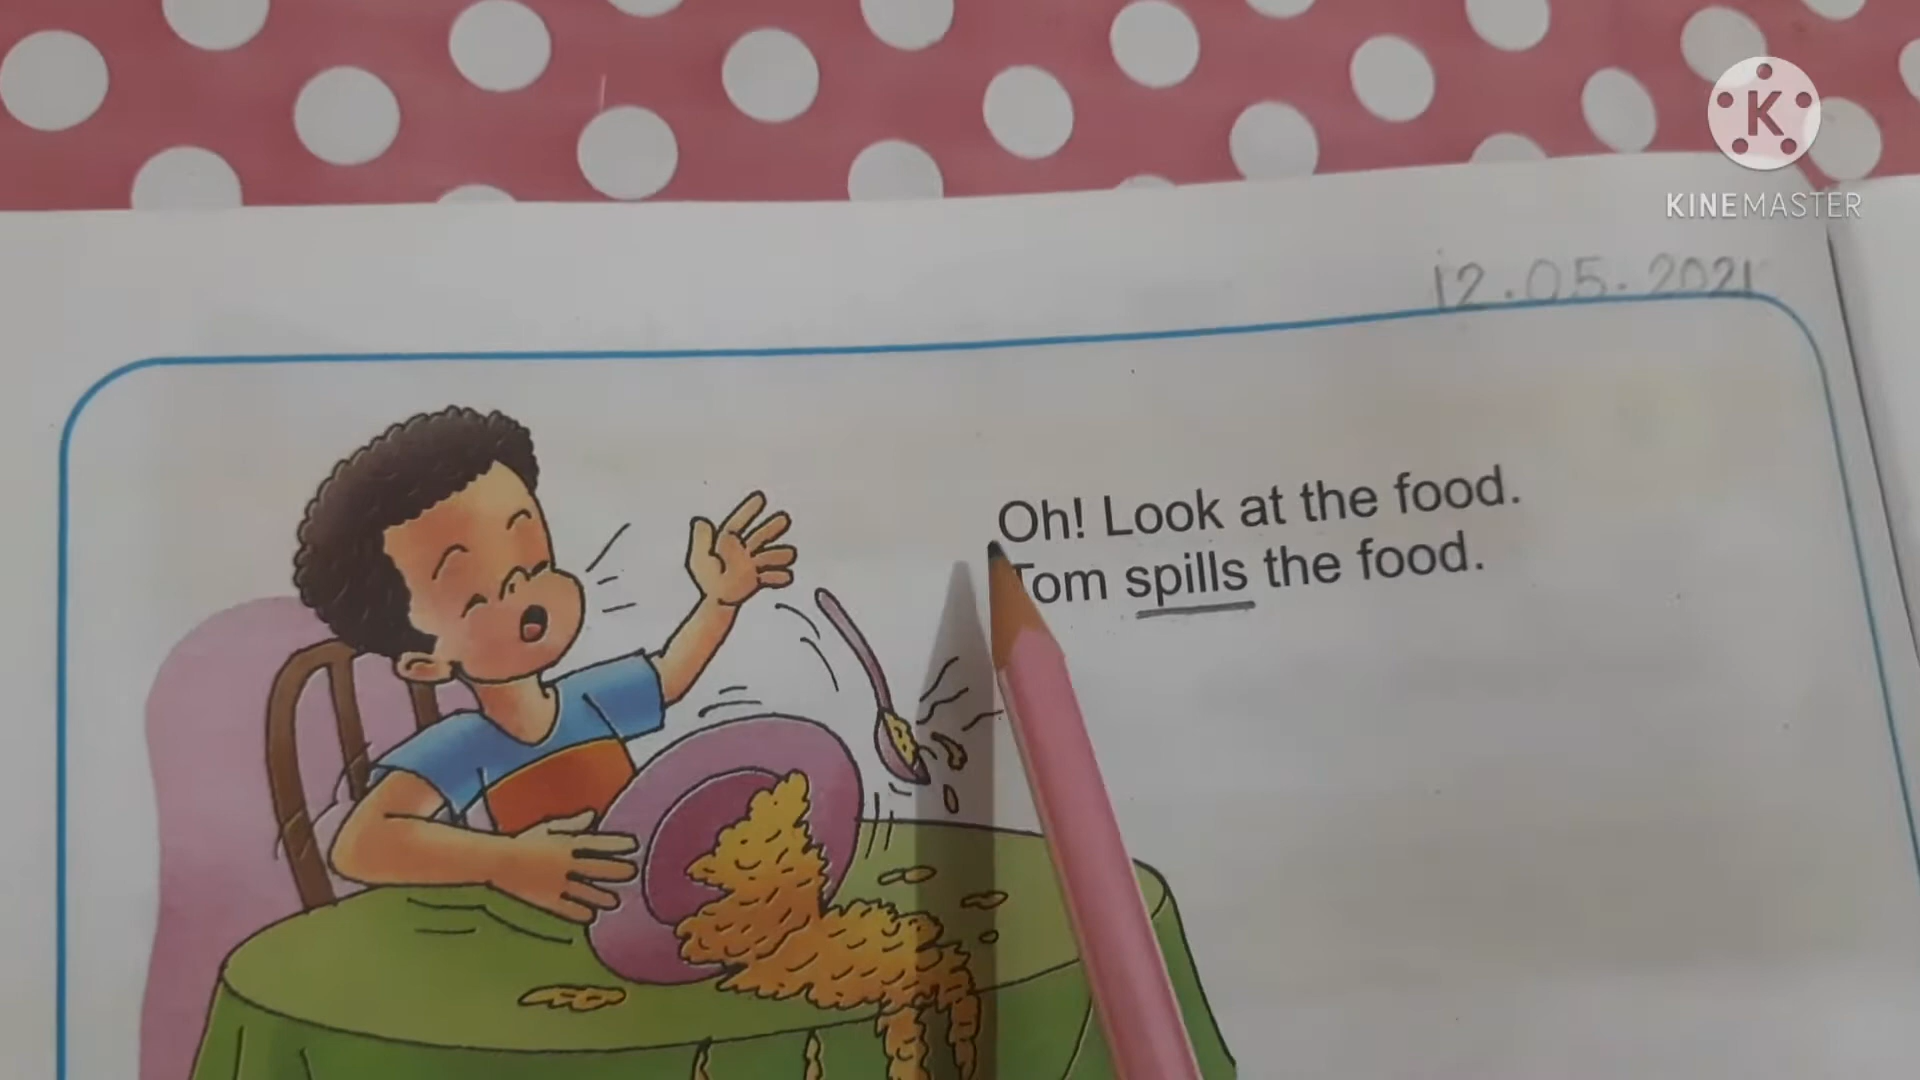 K
KINEMASTER
12.05.2021
Oh! Look at the food.
Tom spills the food.